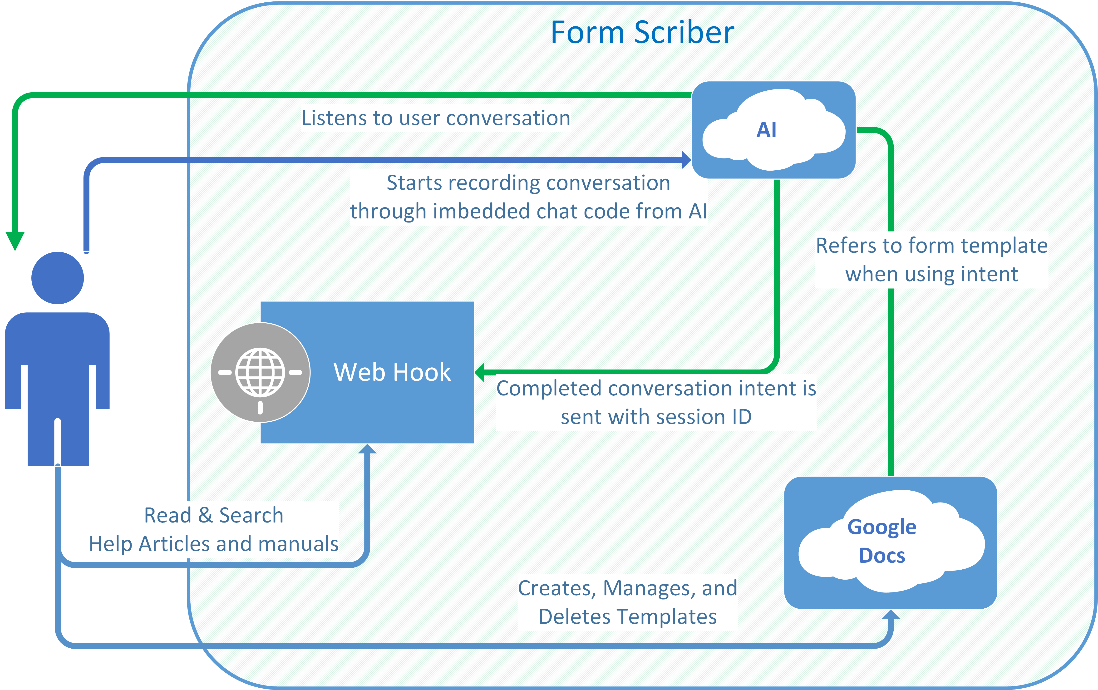 Form Scriber
AI
Listens to user conversation
Starts recording conversation
through imbedded chat code from AI
Refers to form template
when using intent
Web Hook
Completed conversation intent is
sent with session ID
Read & Search
Help Articles and manuals
Google
Docs
Creates, Manages, and
Deletes Templates